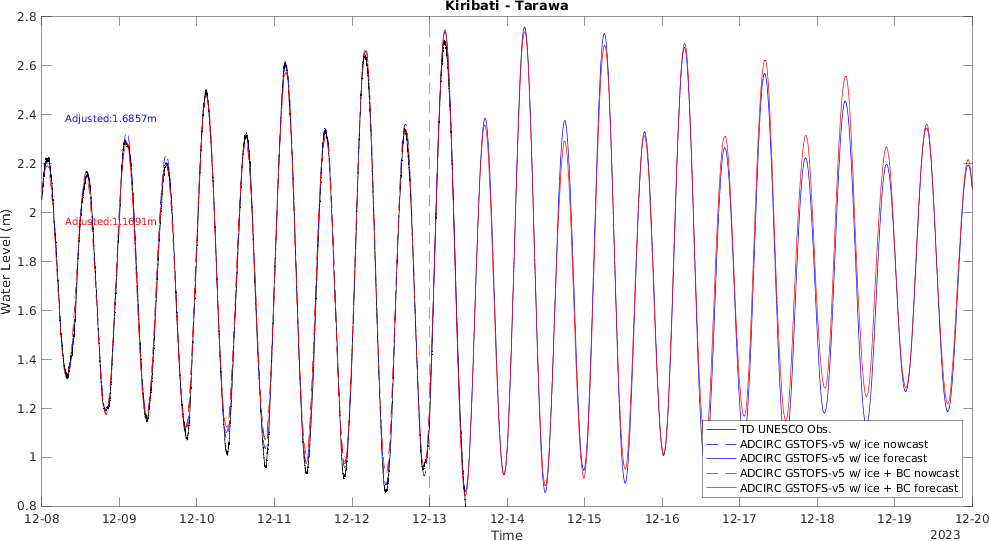 Kiribati - Tarawa
2.8
2.6
2.4
2.2
2
1.8
1.6
1.4
1.2
1
0.8
Water Level (m)
Adjusted:1.6857m
Adjusted:1.1691m
TD UNESCO Obs.
ADCIRC GSTOFS-v5 w/ ice nowcast
ADCIRC GSTOFS-v5 w/ ice forecast
ADCIRC GSTOFS-v5 w/ ice + BC nowcast
ADCIRC GSTOFS-v5 w/ ice + BC forecast
12-08 12-09 12-10 12-11 12-12 12-13 12-14 12-15 12-16 12-17 12-18 12-19 12-20
Time
2023